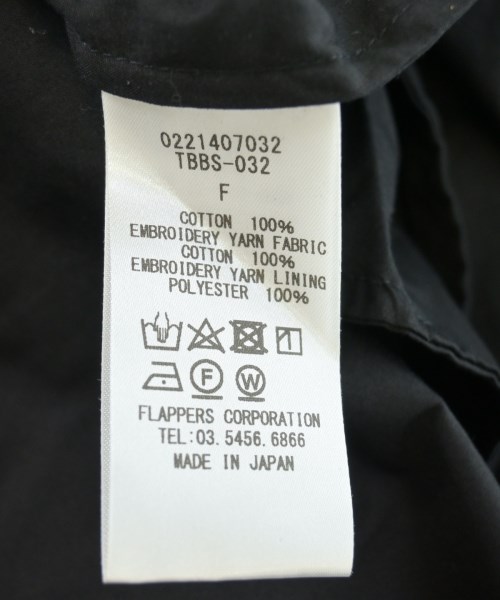 0221407032
TBBS-032
F
COTTON 100%
EMBROIDERY YARN FABRIC
COTTON 100%
EMBROIDERY YARN LINING
POLYESTER 100%
F W
FLAPPERS CORPORATION
TEL:03.5456.6866
MADE IN JAPAN